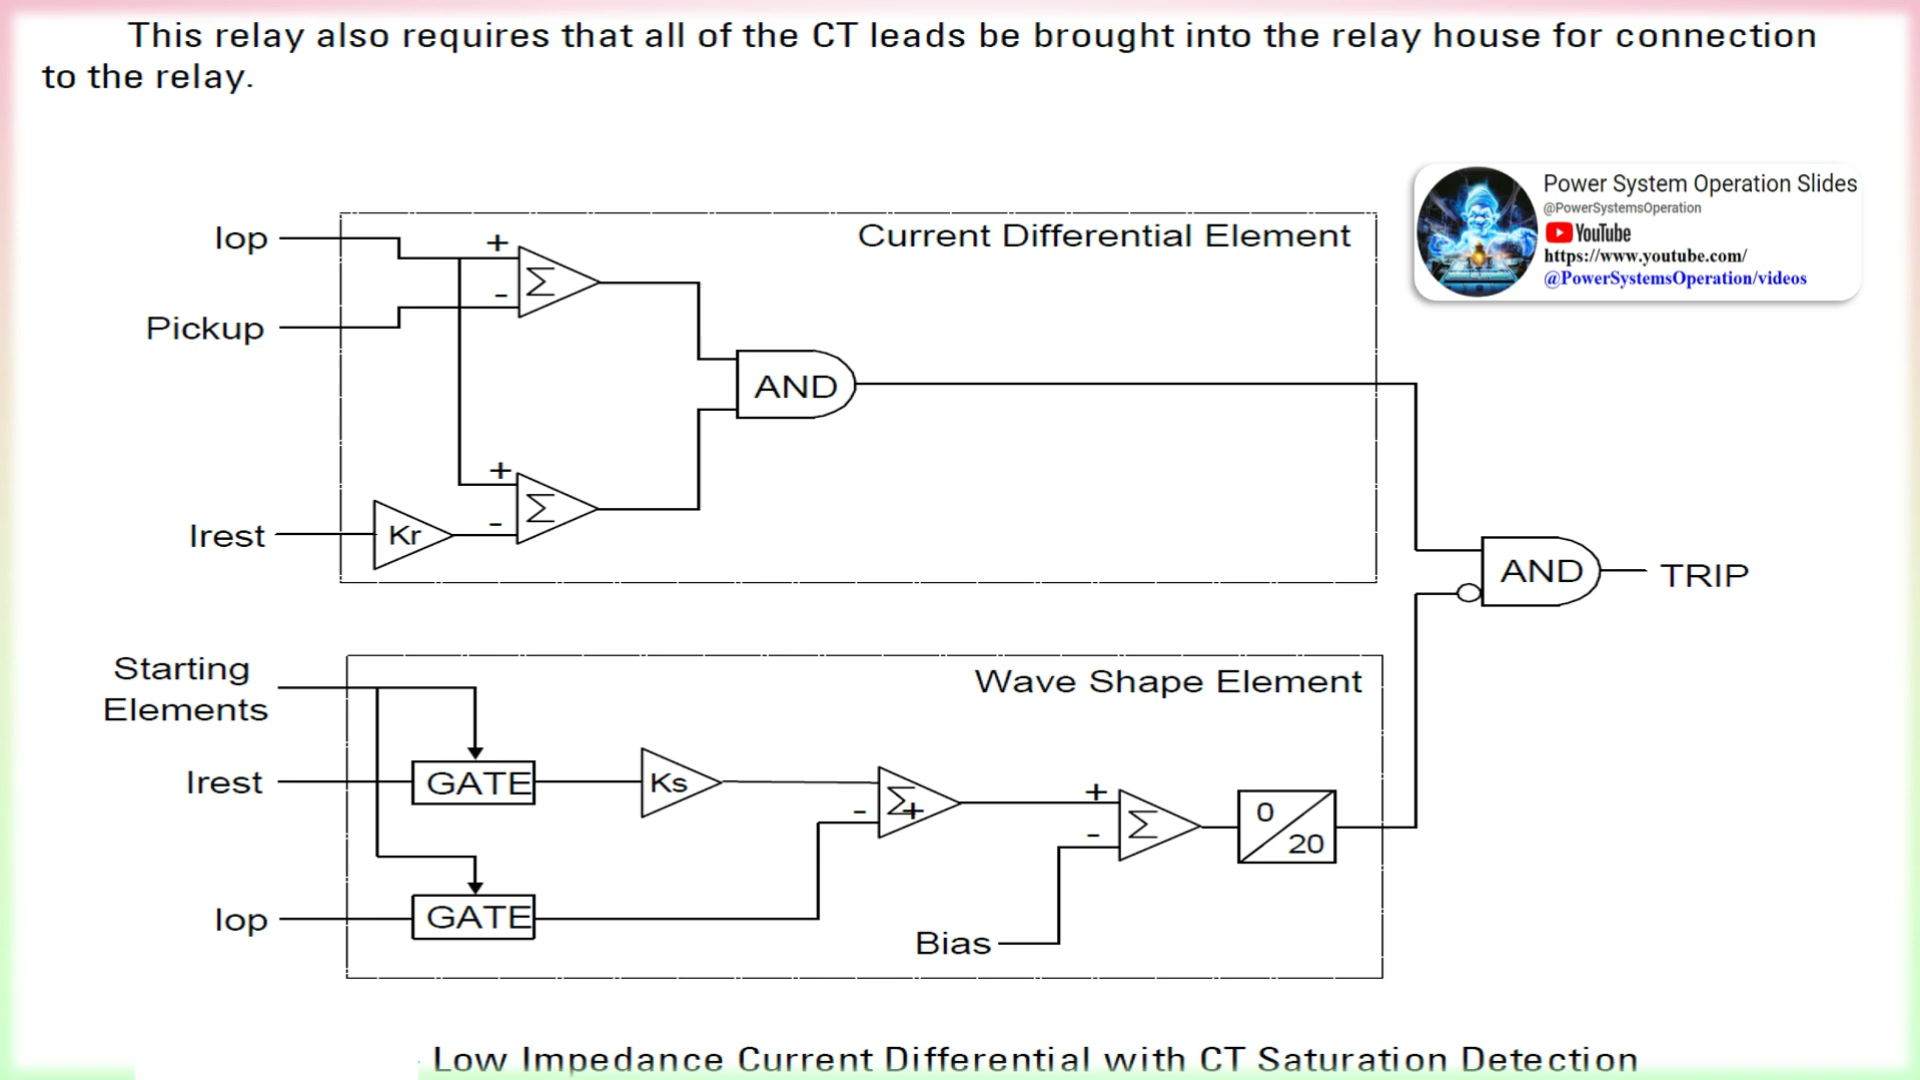 This relay also requires that all of the CT leads be brought into the relay house for connection
to the relay.
Power System Operation Slides
@PowerSystemsOperation
YouTube
https://www.youtube.com/
@PowerSystemsOperation/videos
Current Differential Element
Iop
+
Σ
-
Pickup
AND
+
Σ
-
Irest
Kr
AND
TRIP
Wave Shape Element
Starting
Elements
Irest
GATE
Ks
Σ
+
-
+
Σ
-
0
20
Iop
GATE
Bias
Low Impedance Current Differential with CT Saturation Detection